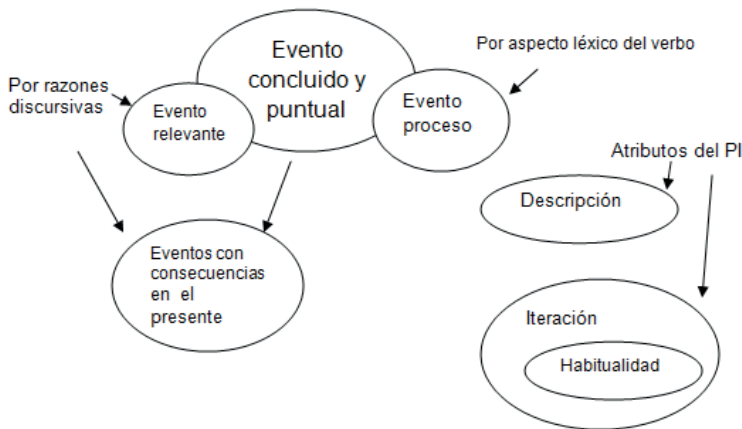 Evento
concluido y
puntual
Por aspecto léxico del verbo
Por razones
discursivas
Evento
relevante
Evento
proceso
Atributos del PI
Descripción
Eventos con
consecuencias
en el
presente
Iteración
Habitualidad